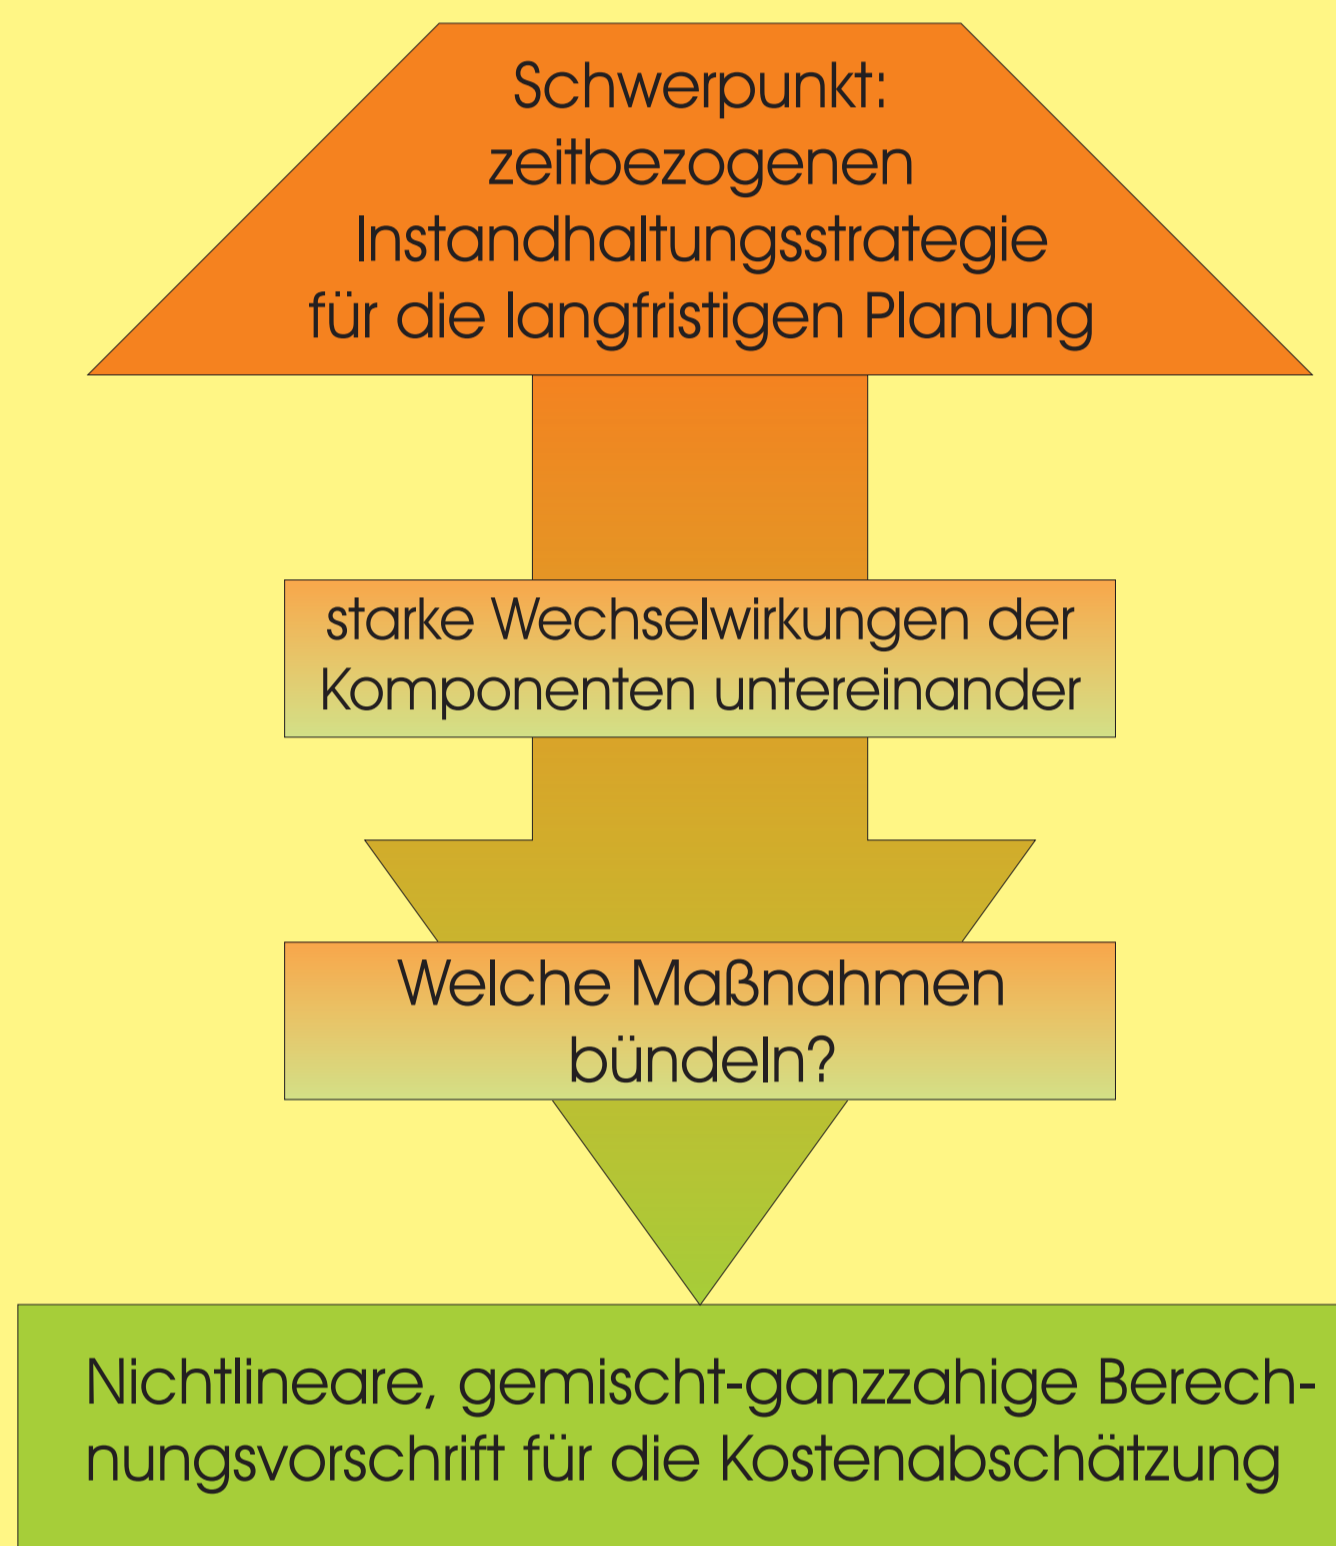 Schwerpunkt:
zeitbezogenen
Instandhaltungsstrategie
für die langfristigen Planung
starke Wechselwirkungen der
Komponenten untereinander
Welche Maßnahmen
bündeln?
Nichtlineare, gemischt-ganzzahige Berech-
nungsvorschrift für die Kostenabschätzung